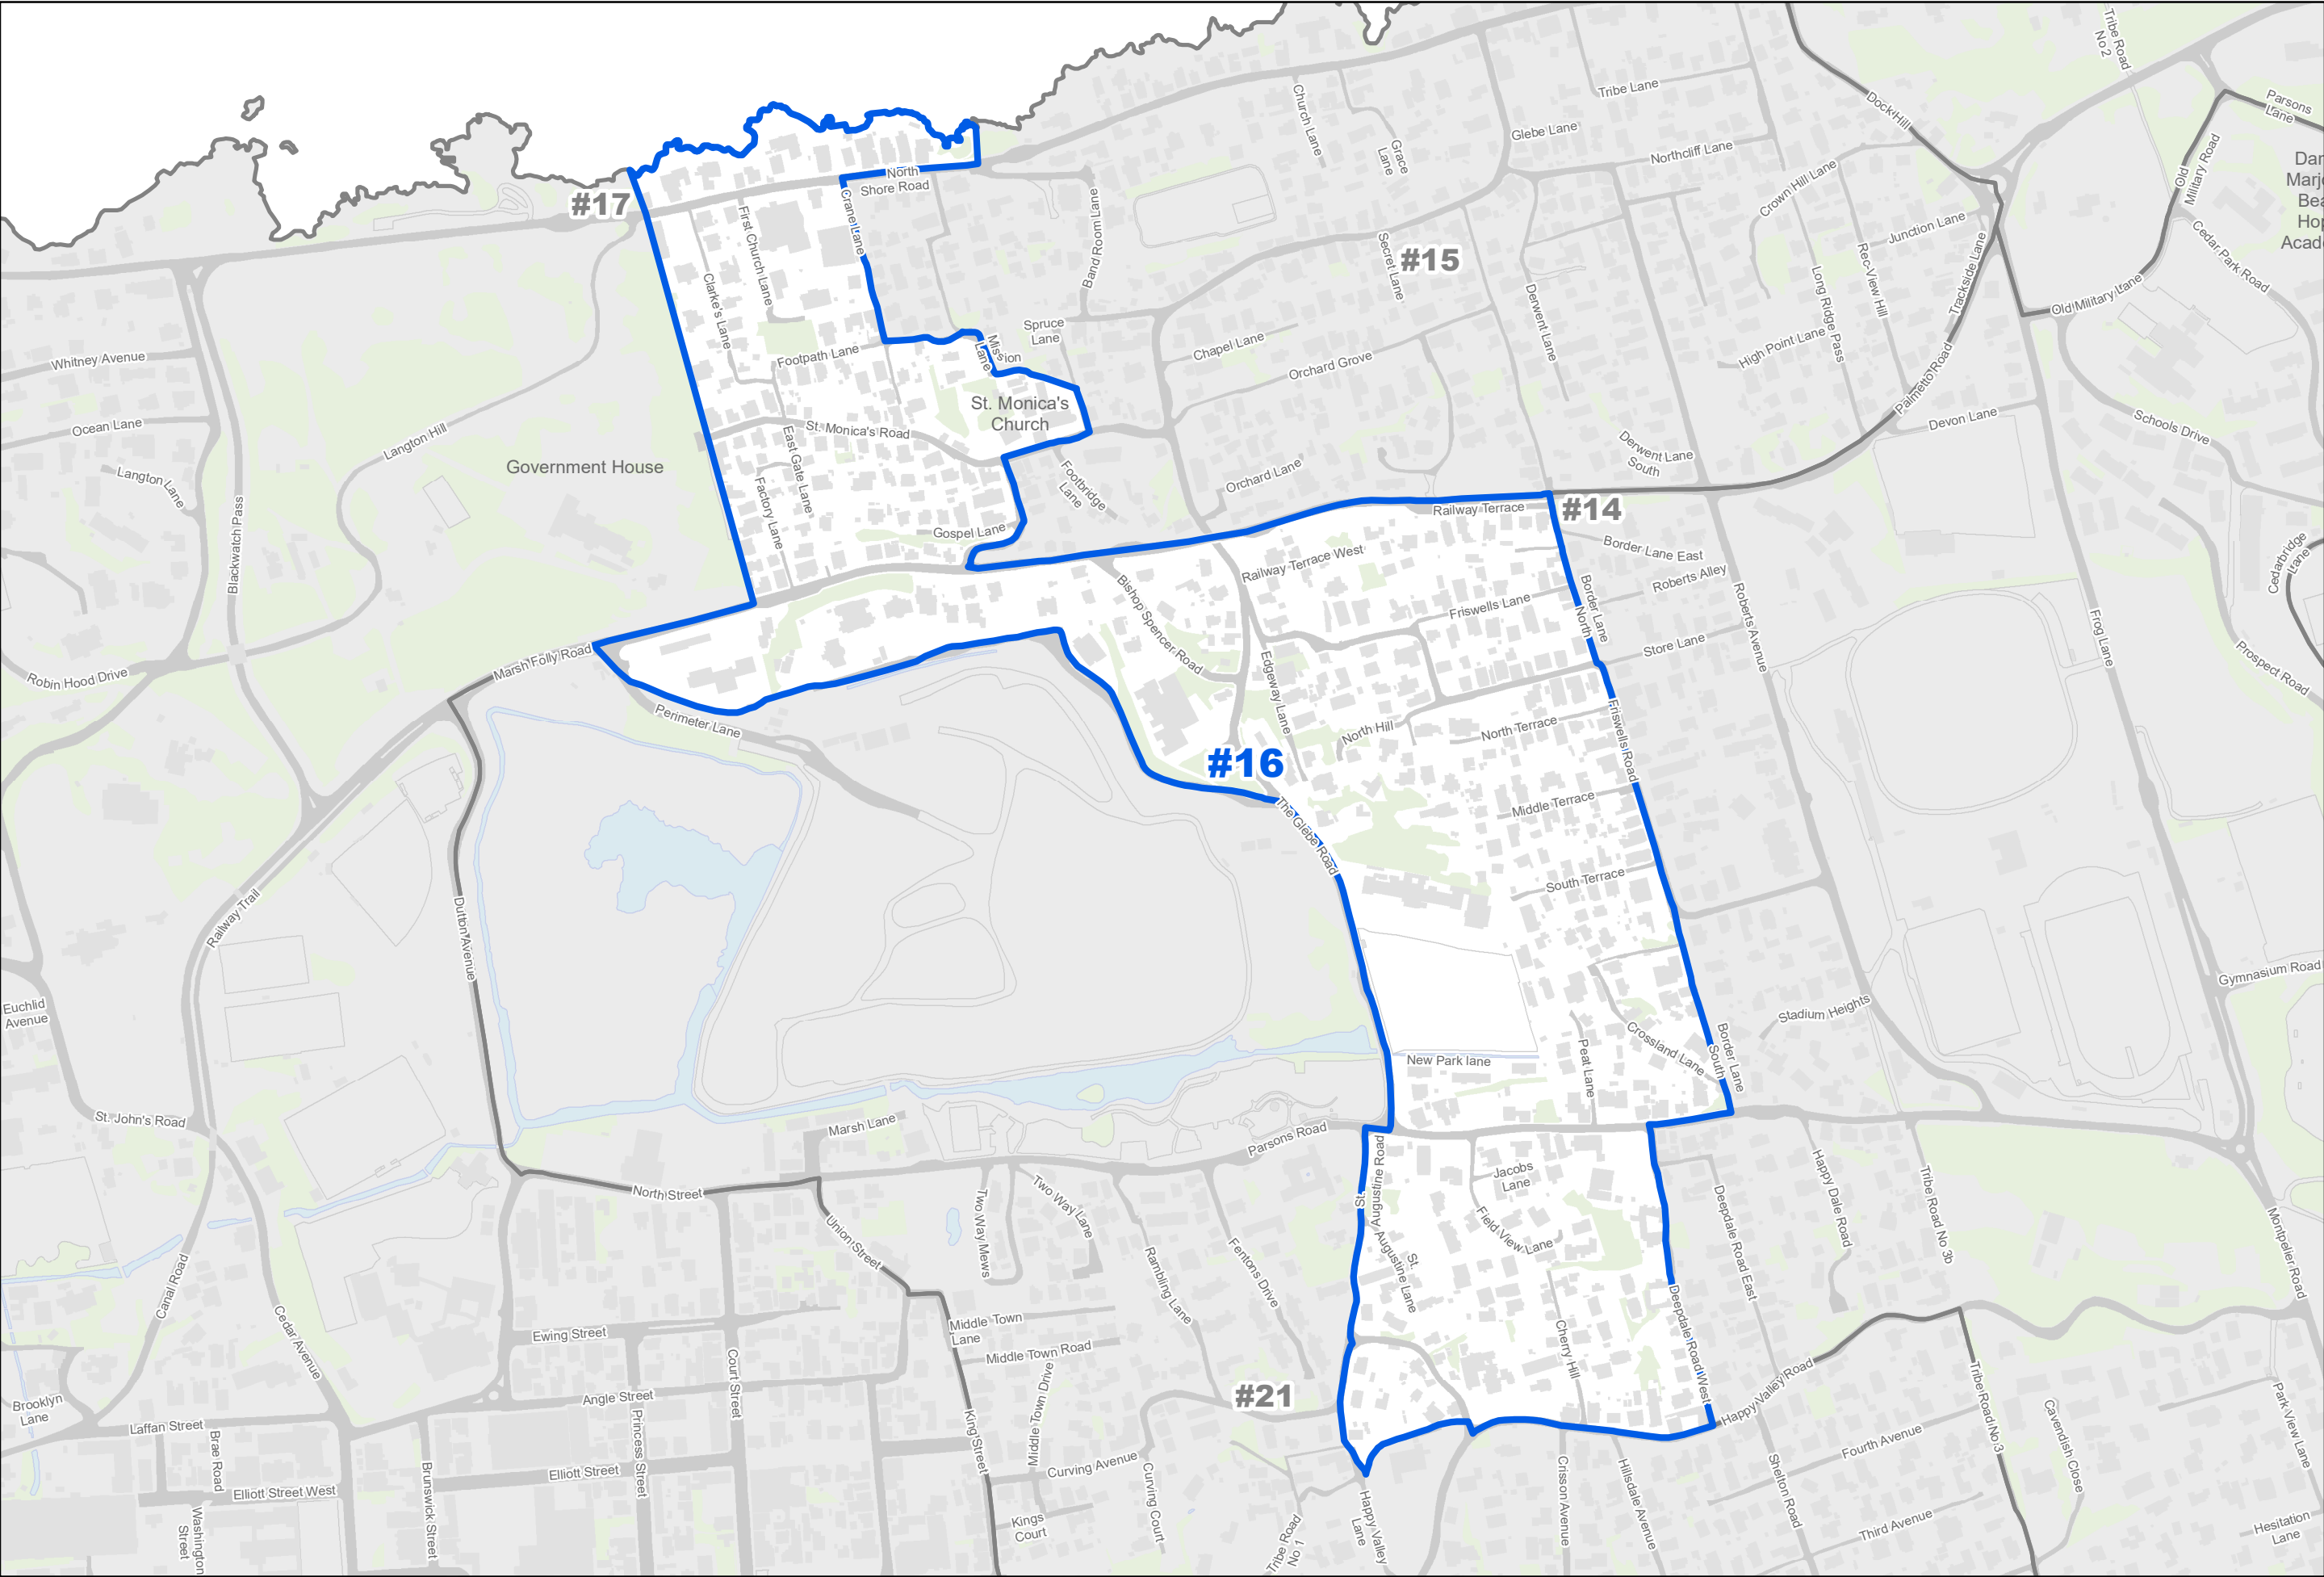 Tribe Road
No 2
Parsons
Lane
Dock Hill
Tribe Lane
Church Lane
Glebe Lane
Grace
Lane
Northcliff Lane
Old
Military Road
Crown Hill Lane
North
Shore Road
Crane Lane
#17
First Church Lane
Band Room Lane
Secret Lane
#15
Junction Lane
Rec-View Hill
Trackside Lane
Cedar Park Road
Old Military Lane
Clarke's Lane
Derwent Lane
Long Ridge Pass
Spruce
Lane
Mission
Lane
Chapel Lane
Orchard Grove
High Point Lane
Palmetto Road
Whitney Avenue
Footpath Lane
St. Monica's
Church
Ocean Lane
Langton Hill
St. Monica's Road
East Gate Lane
Devon Lane
Schools Drive
Derwent Lane
South
Government House
Langton Lane
Factory Lane
Footbridge
Lane
Orchard Lane
Railway Terrace
#14
Gospel Lane
Blackwatch Pass
Border Lane East
Roberts Alley
Cedarbridge
Lane
Railway Terrace West
Bishop Spencer Road
Friswells Lane
Border Lane
North
Roberts Avenue
Store Lane
Frog Lane
Marsh Folly Road
Robin Hood Drive
Edgeway Lane
Prospect Road
Perimeter Lane
North Hill
North Terrace
Friswells Road
#16
Middle Terrace
The Glebe Road
South Terrace
Railway Trail
Dutton Avenue
Gymnasium Road
Euchlid
Avenue
Stadium Heights
Border Lane
South
Crossland Lane
New Park lane
Peat Lane
St. John's Road
Marsh Lane
Parsons Road
St.
Augustine Road
Jacobs
Lane
North Street
Two Way Mews
Two Way Lane
Field View Lane
Deepdale Road East
Happy Dale Road
Tribe Road No 3b
Union Street
Fentons Drive
Rambling Lane
St.
Augustine Lane
Montpelier Road
Canal Road
Cedar Avenue
Middle Town
Lane
Ewing Street
Middle Town Road
Cherry Hill
Deepdale Road West
Happy Valley Road
Court Street
Angle Street
#21
Middle Town Drive
Tribe Road No 3
Park View Lane
Brooklyn
Lane
Laffan Street
Princess Street
King Street
Cavendish Close
Brae Road
Fourth Avenue
Elliott Street
Curving Avenue
Curving Court
Brunswick Street
Elliott Street West
Crisson Avenue
Hillsdale Avenue
Shelton Road
Washington
Street
Kings
Court
Tribe Road
No 1
Happy Valley
Lane
Third Avenue
Hesitation
Lane